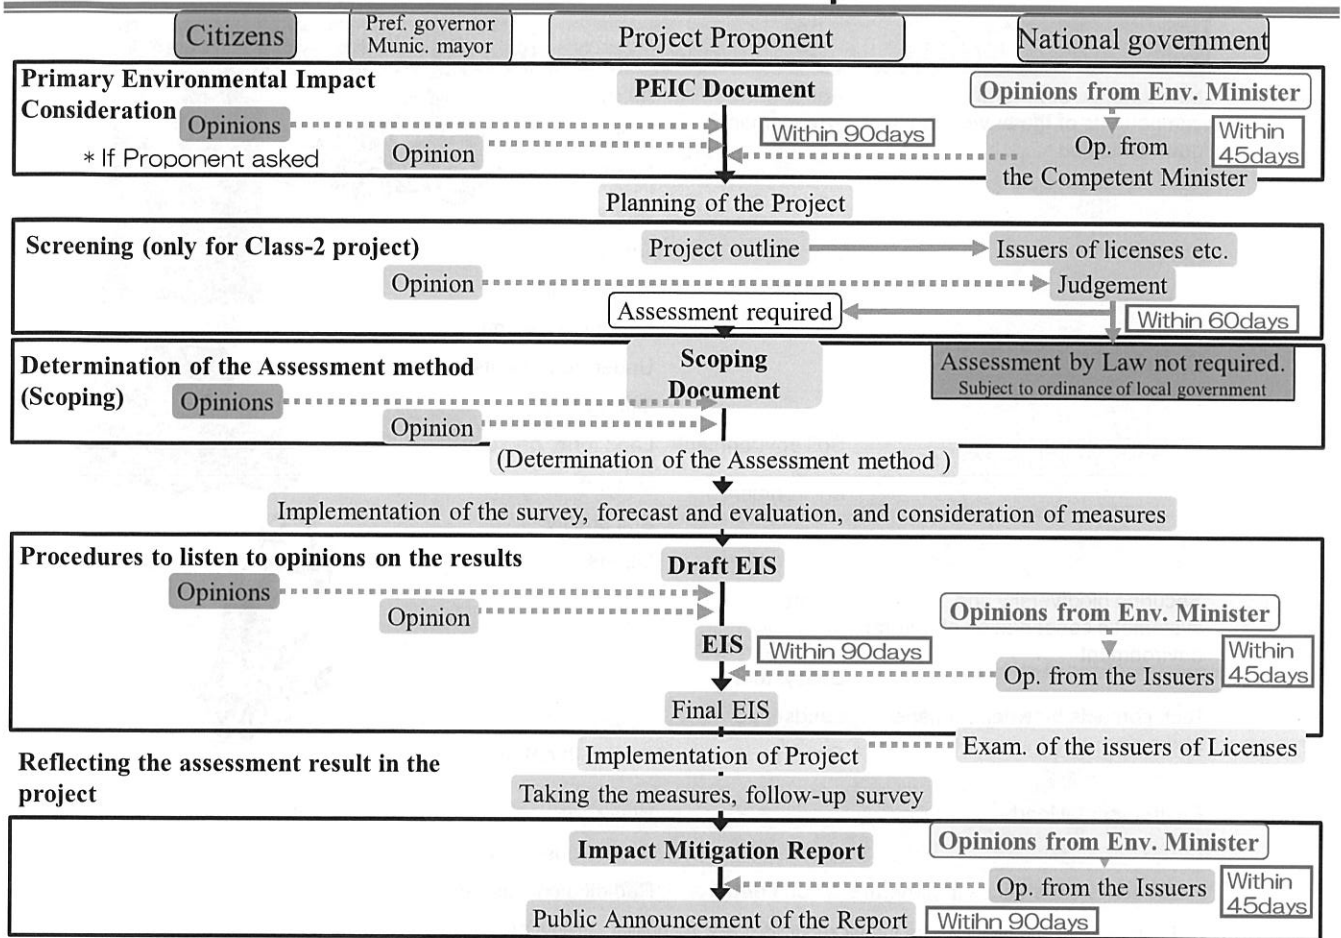 Citizens
Pref. governor
Munic. mayor
Project Proponent
National government
Primary Environmental Impact
Consideration
PEIC Document
Opinions from Env. Minister
Opinions
Within 90days
Within
45days
* If Proponent asked
Opinion
Op. from
the Competent Minister
Planning of the Project
Screening (only for Class-2 project)
Project outline
Issuers of licenses etc.
Opinion
Judgement
Assessment required
Within 60days
Determination of the Assessment method
(Scoping)
Scoping
Document
Assessment by Law not required.
Subject to ordinance of local government
Opinions
Opinion
(Determination of the Assessment method )
Implementation of the survey, forecast and evaluation, and consideration of measures
Procedures to listen to opinions on the results
Draft EIS
Opinions
Opinion
Opinions from Env. Minister
EIS
Within 90days
Within
45days
Op. from the Issuers
Final EIS
Implementation of Project
Exam. of the issuers of Licenses
Reflecting the assessment result in the
project
Taking the measures, follow-up survey
Impact Mitigation Report
Opinions from Env. Minister
Op. from the Issuers
Within
45days
Public Announcement of the Report
Witihn 90days